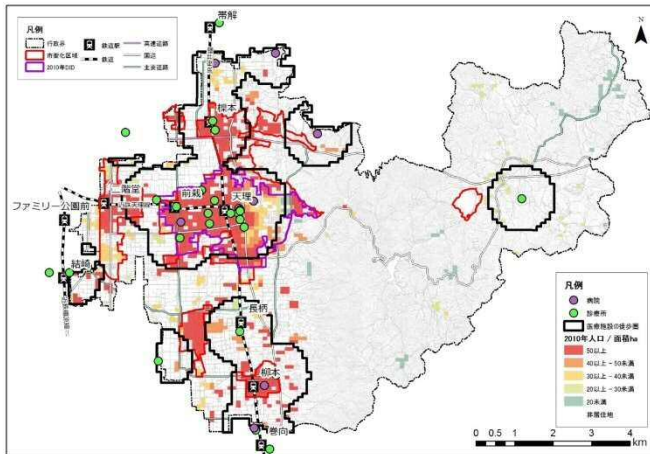 凡例
行政界
市街化区域
2010年DID
鉄道駅
鉄道
高速道路
国道
主要道路
帯解
N
櫟本
二階堂
前栽
天理
ファミリー公園前
結崎
長柄
柳本
巻向
凡例
病院
診療所
医療施設の徒歩圏
2010年人口 / 面積ha
50以上
40以上 - 50未満
30以上 - 40未満
20以上 - 30未満
20未満
非居住地
0 0.5 1 2 3 4
km